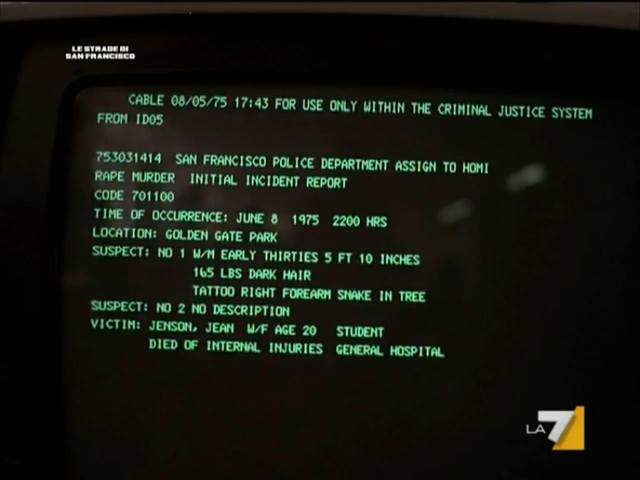 LE STRADE DI
SAN FRANCISCO
CABLE 08/05/75 17:43 FOR USE ONLY WITHIN THE CRIMINAL JUSTICE SYSTEM
FROM ID05
753031414 SAN FRANCISCO POLICE DEPARTMENT ASSIGN TO HOMI
RAPE MURDER INITIAL INCIDENT REPORT
CODE 701100
TIME OF OCCURRENCE: JUNE 8 1975 2200 HRS
LOCATION: GOLDEN GATE PARK
SUSPECT: NO 1 W/M EARLY THIRTIES 5 FT 10 INCHES
165 LBS DARK HAIR
TATTOO RIGHT FOREARM SNAKE IN TREE
SUSPECT: NO 2 NO DESCRIPTION
VICTIM: JENSON, JEAN W/F AGE 20 STUDENT
DIED OF INTERNAL INJURIES GENERAL HOSPITAL
LA 7